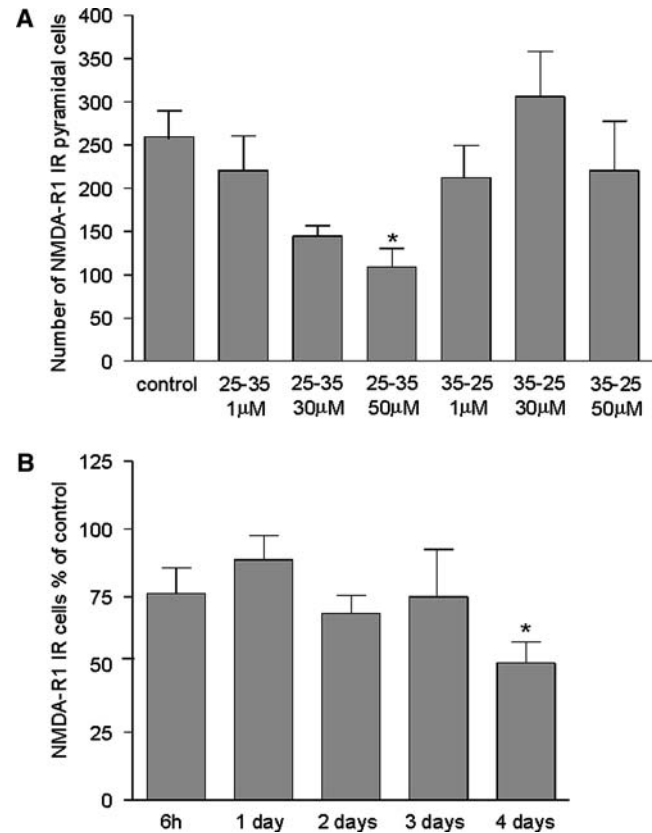 A
Number of NMDA-R1 IR pyramidal cells
400
350
300
250
200
150
100
50
0
*
control 25-35 25-35 25-35 35-25 35-25 35-25
1µM 30µM 50µM 1µM 30µM 50µM
B
NMDA-R1 IR cells % of control
125
100
75
50
25
0
*
6h 1 day 2 days 3 days 4 days